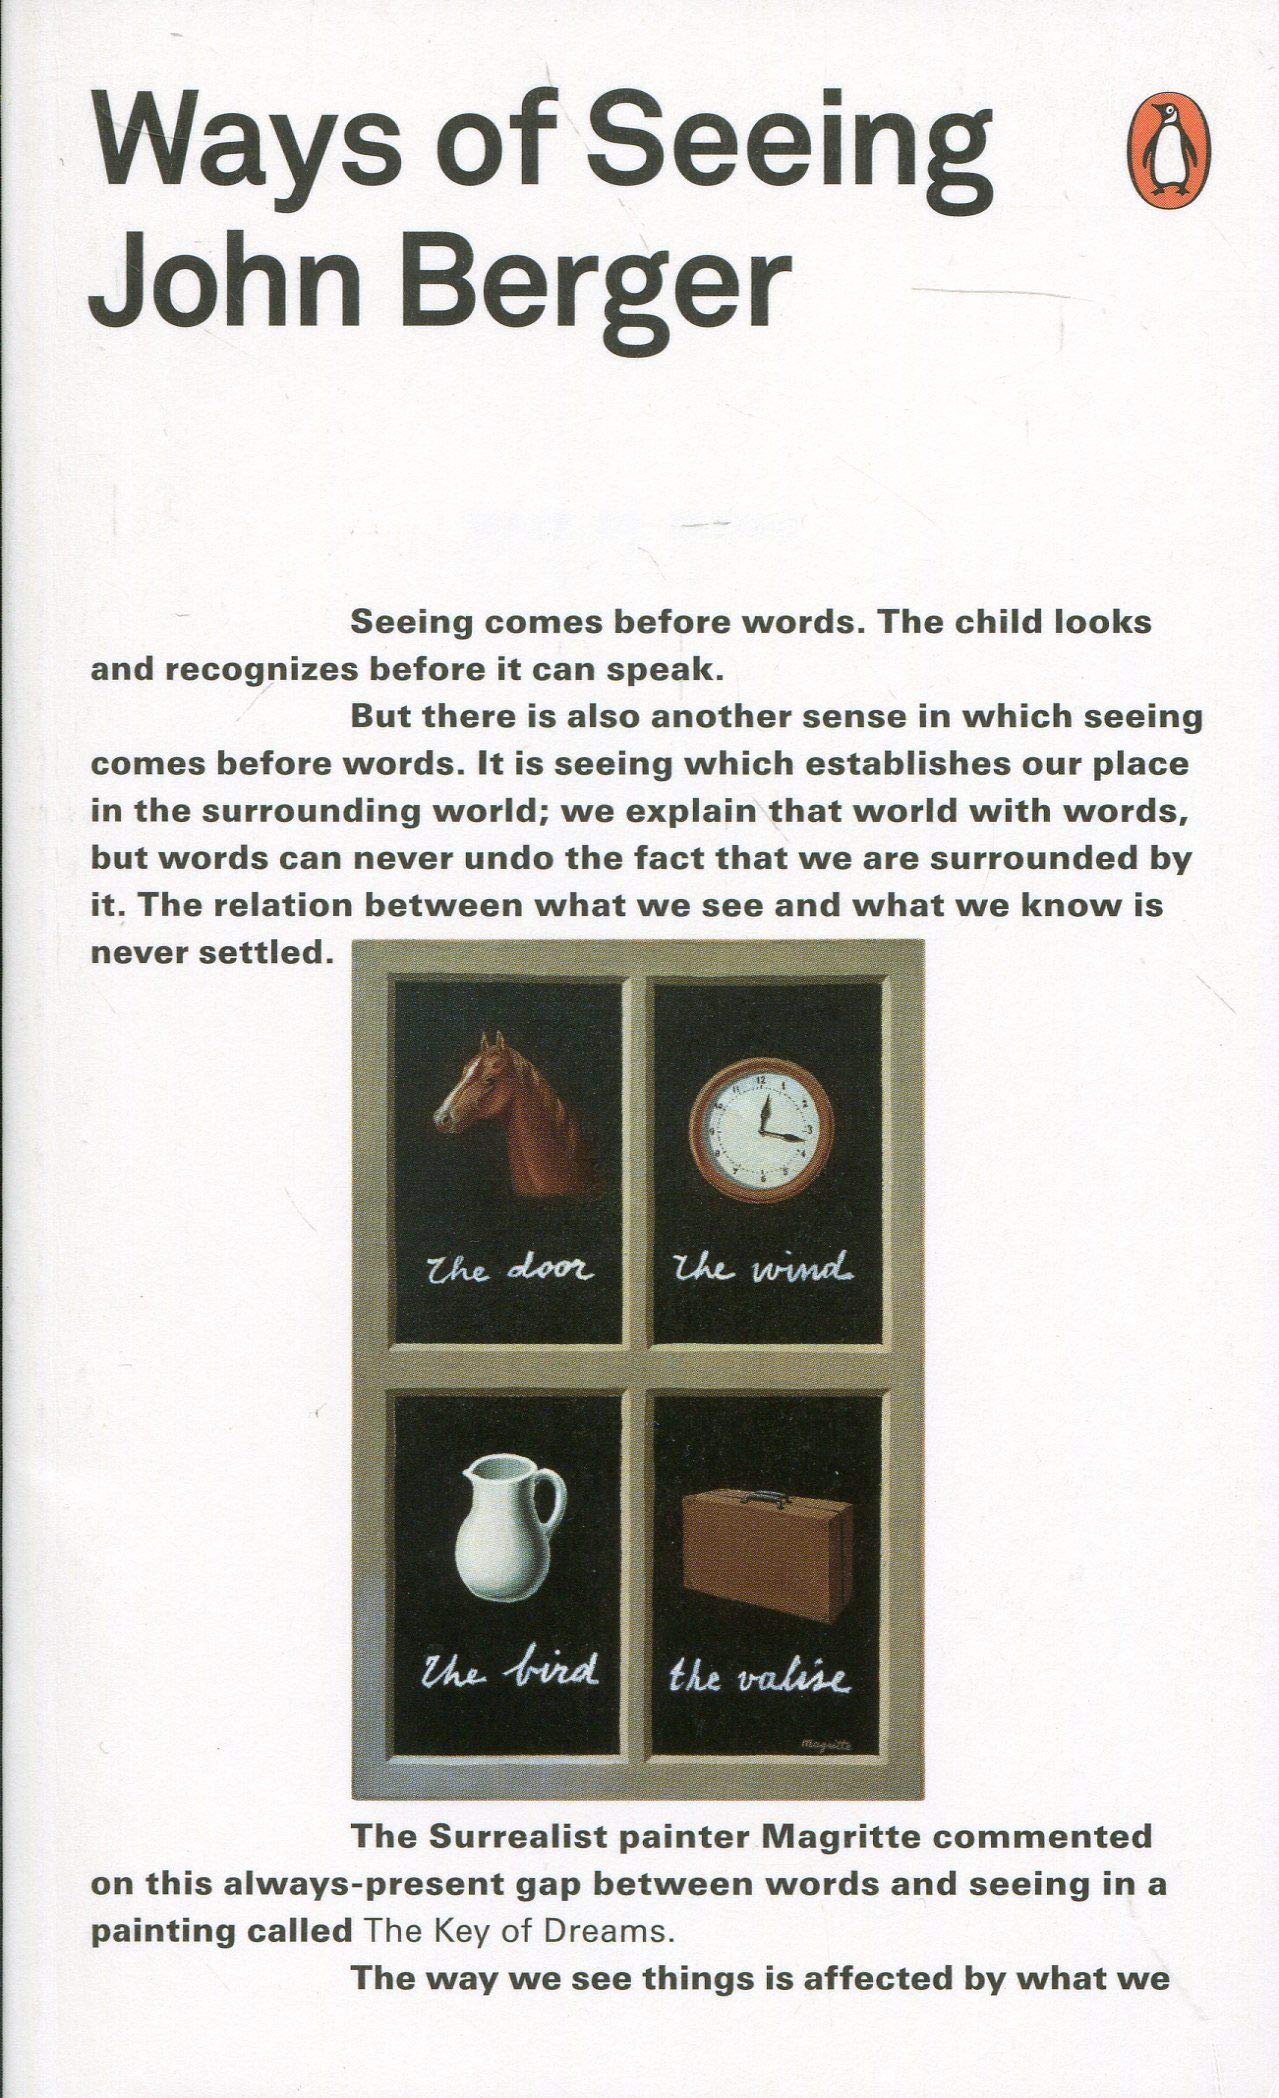 Ways of Seeing
John Berger
Seeing comes before words. The child looks
and recognizes before it can speak.
But there is also another sense in which seeing
comes before words. It is seeing which establishes our place
in the surrounding world; we explain that world with words,
but words can never undo the fact that we are surrounded by
it. The relation between what we see and what we know is
never settled.
12
the door
the wind
the bird
the valise
Magritte
The Surrealist painter Magritte commented
on this always-present gap between words and seeing in a
painting called The Key of Dreams.
The way we see things is affected by what we